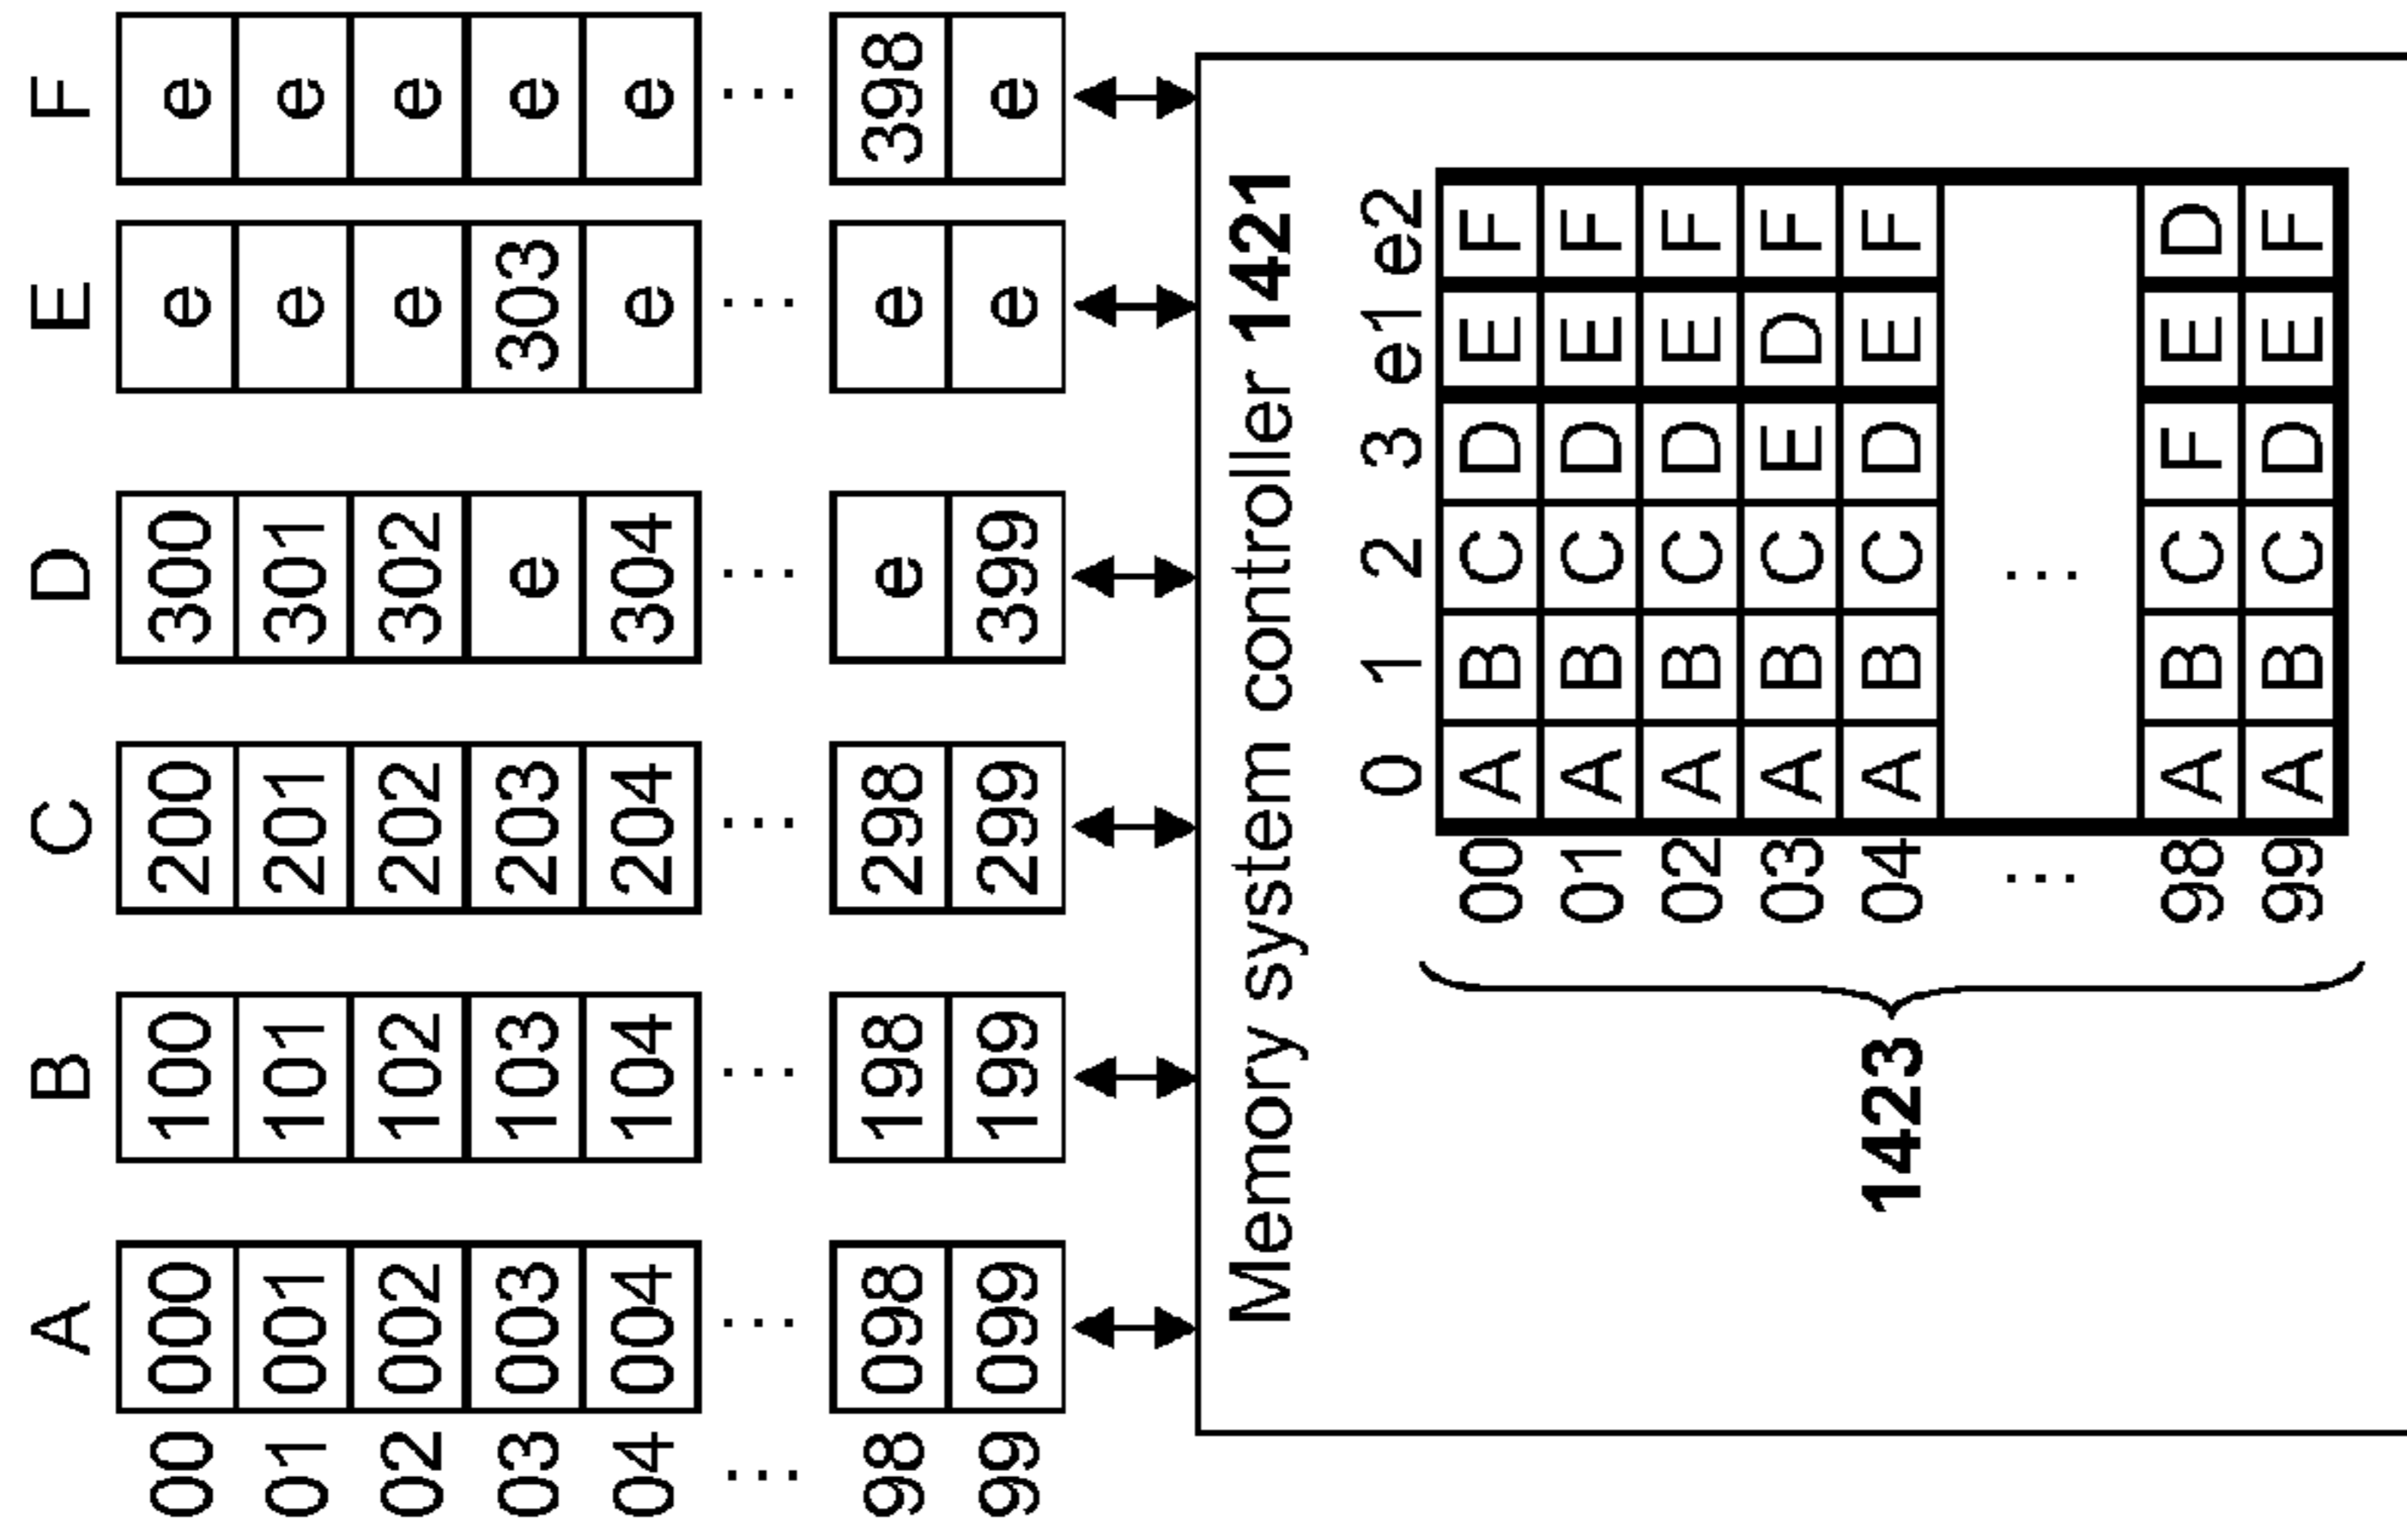 A B C D E F
00 000 100 200 300 e e
01 001 101 201 301 e e
02 002 102 202 302 e e
03 003 103 203 e 303 e
04 004 104 204 304 e e
... ... ... ... ... ... ...
98 098 198 298 e e 398
99 099 199 299 399 e e
Memory system controller 1421
0 1 2 3 e1 e2
00 A B C D E F
01 A B C D E F
02 A B C D E F
03 A B C E D F
1423 04 A B C D E F
... ...
98 A B C F E D
99 A B C D E F